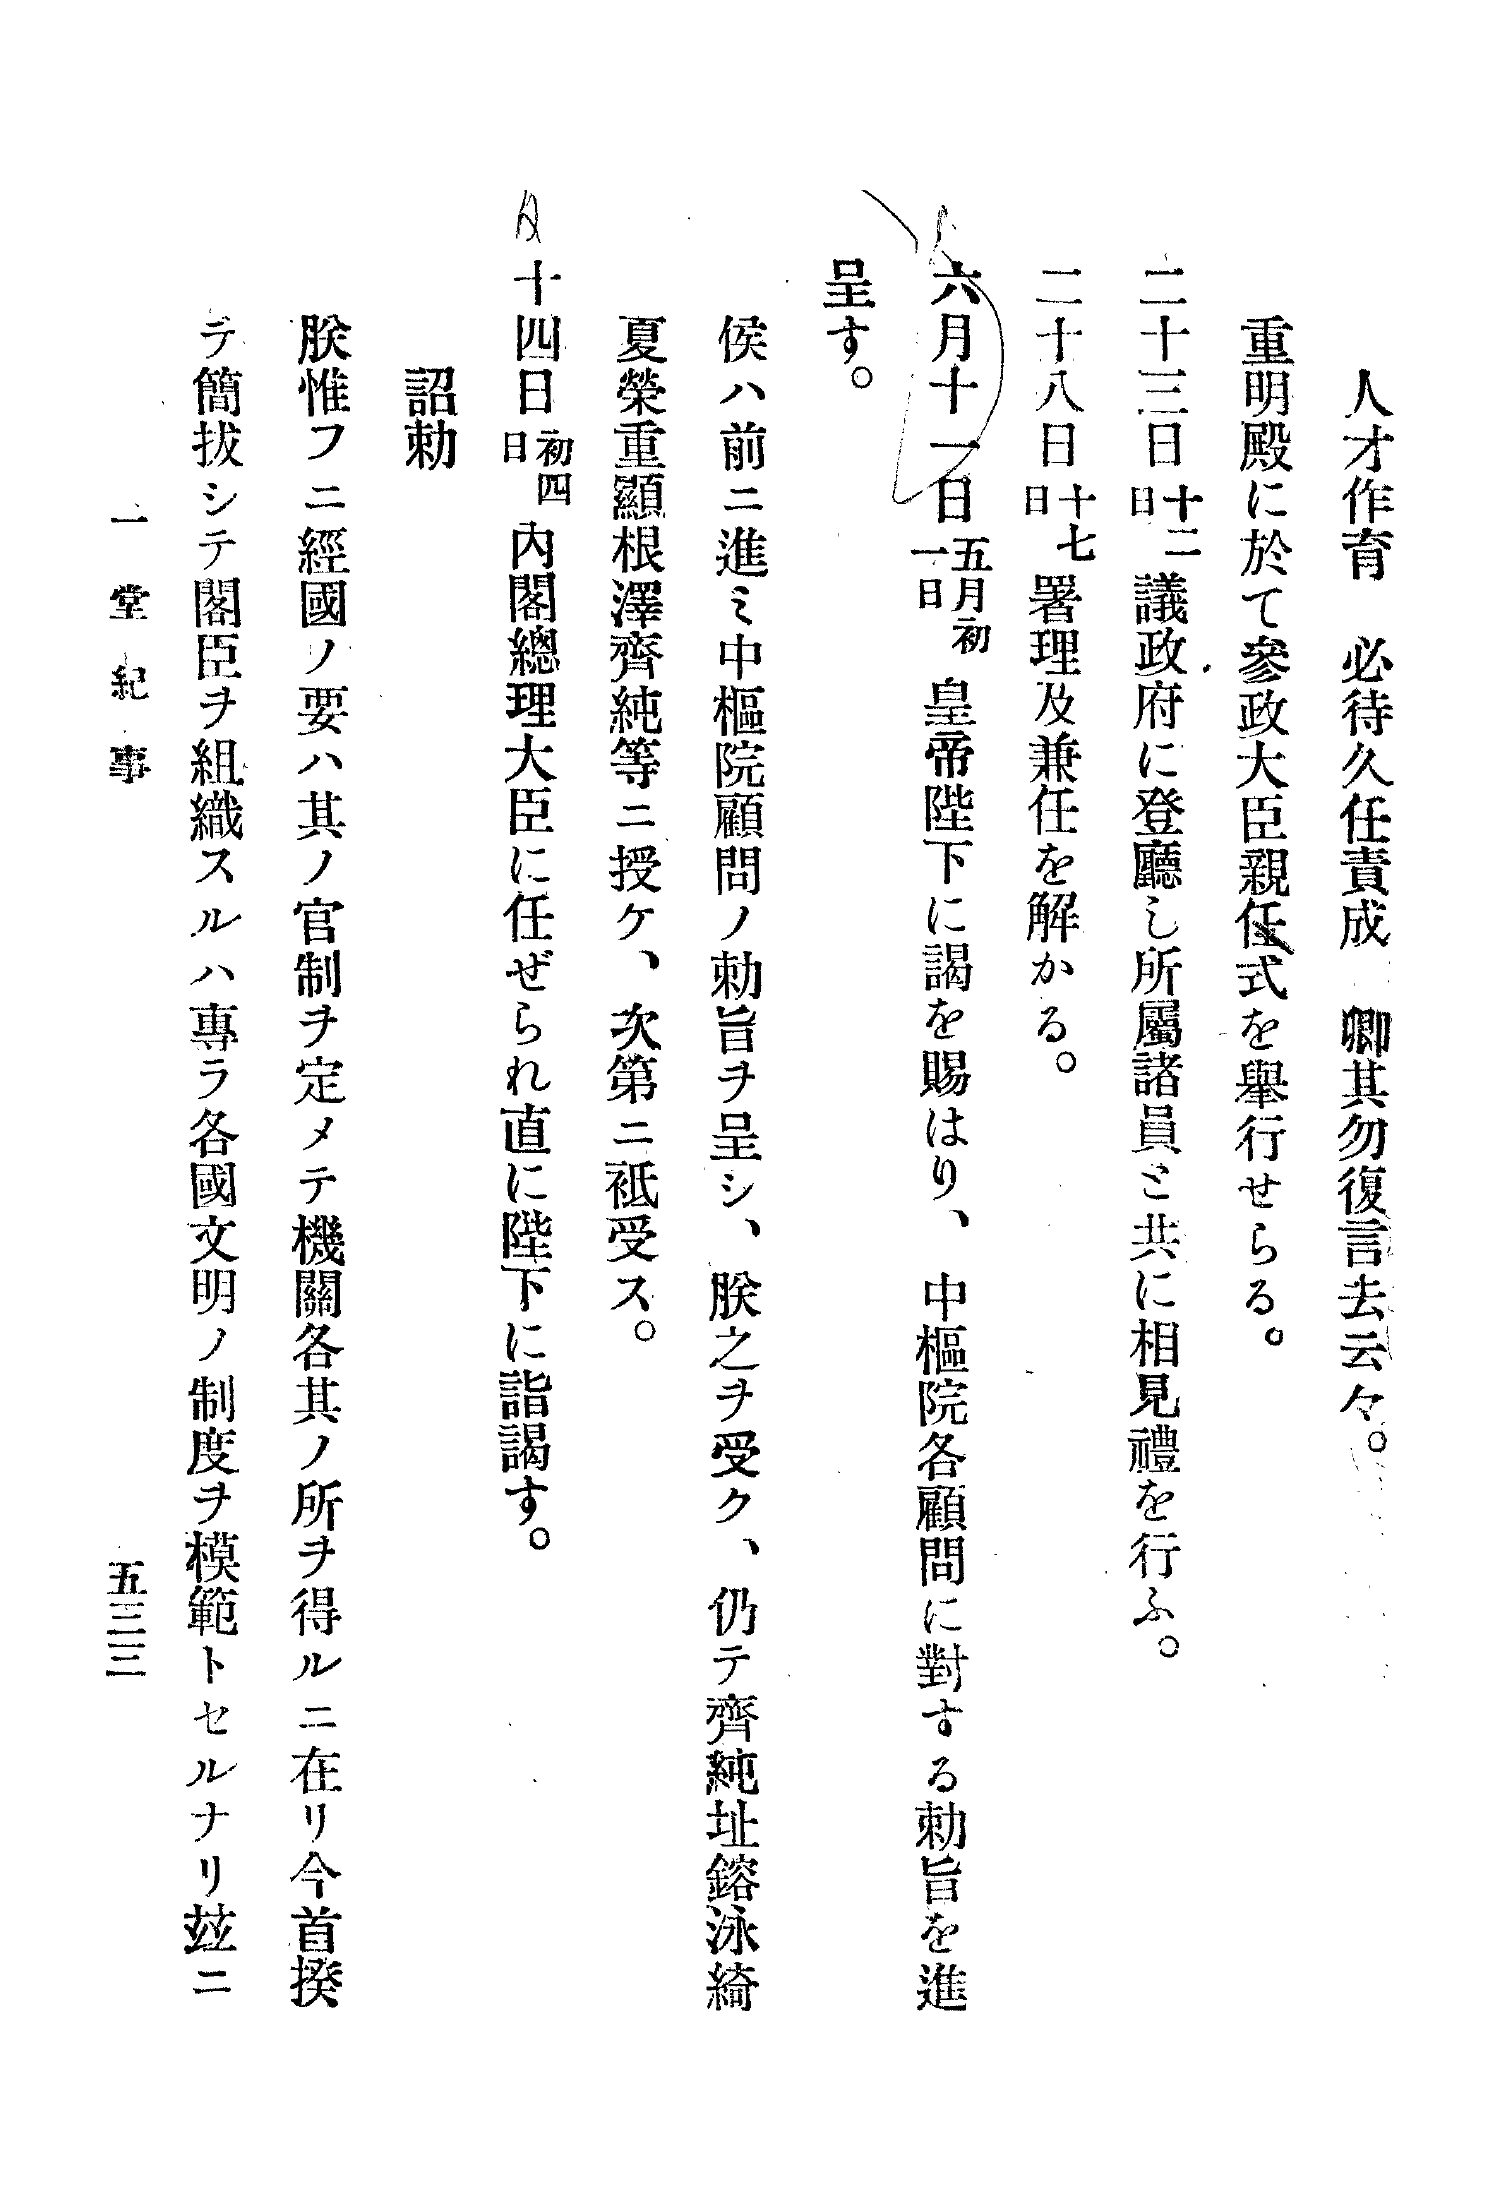 人才作育　必待久任責成　卿其勿復言去云々。
重明殿に於て參政大臣親任式を舉行せらる。
二十三日十二日議政府に登廳し所屬諸員と共に相見禮を行ふ。
二十八日十七日署理及兼任を解かる。
六月十一日五月初一日皇帝陛下に謁を賜はり、中樞院各顧問に對する勅旨を進
呈す。
侯ハ前ニ進ミ中樞院顧問ノ勅旨ヲ呈シ、朕之ヲ受ク、仍テ齊純址鎔泳綺
夏榮重顯根澤齊純等ニ授ケ、次第ニ祗受ス。
十四日初四日內閣總理大臣に任ぜられ直に陛下に詣謁す。
詔勅
朕惟フニ經國ノ要ハ其ノ官制ヲ定メテ機關各其ノ所ヲ得ルニ在リ今首揆
テ簡拔シテ閣臣ヲ組織スルハ專ラ各國文明ノ制度ヲ模範トセルナリ玆ニ
一堂紀事
五三三